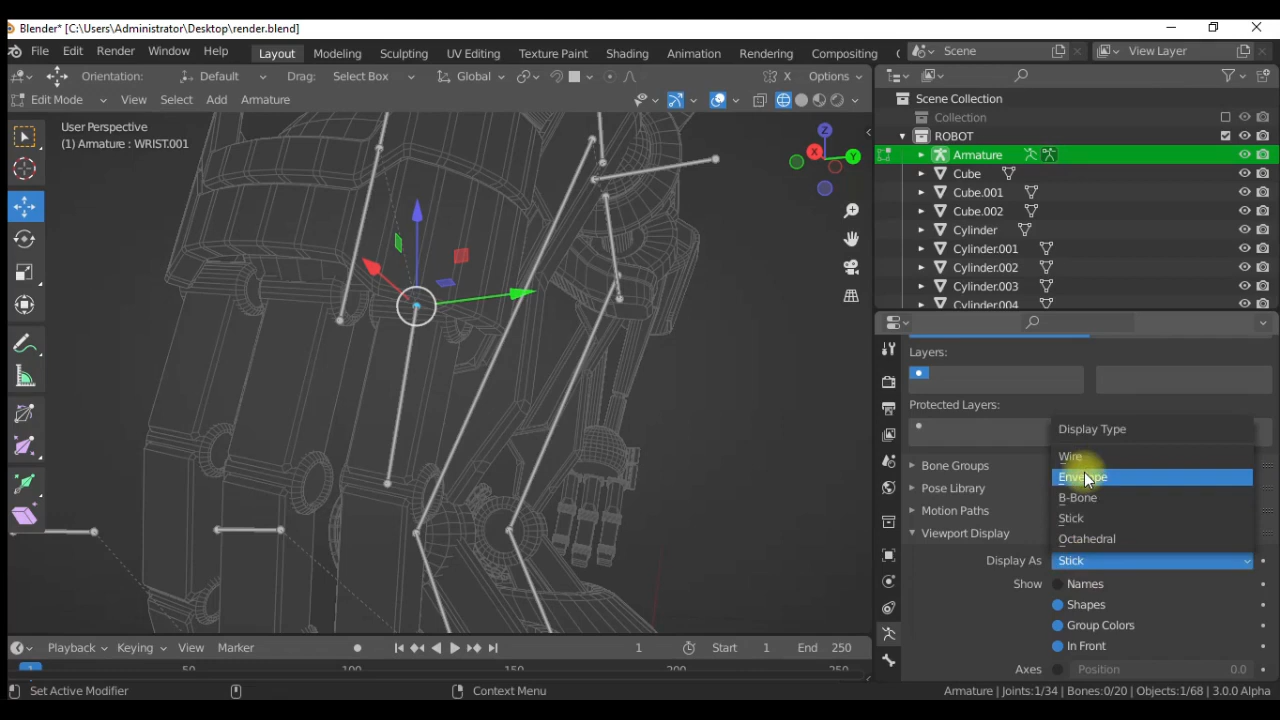 Blender* [C:\Users\Administrator\Desktop\render.blend]
File Edit Render Window Help Layout Modeling Sculpting UV Editing Texture Paint Shading Animation Rendering Compositing Scene View Layer
Orientation: Default Drag: Select Box Global X Options
Edit Mode View Select Add Armature
Scene Collection
Collection
User Perspective
(1) Armature : WRIST.001
ROBOT
Armature
Cube
Cube.001
Cube.002
Cylinder
Cylinder.001
Cylinder.002
Cylinder.003
Cylinder.004
Z
X
Y
Layers:
Protected Layers:
Display Type
Wire
Envelope
B-Bone
Stick
Octahedral
Bone Groups
Pose Library
Motion Paths
Viewport Display
Display As Stick
Show Names
Shapes
Group Colors
In Front
Axes Position 0.0
Playback Keying View Marker 1 Start 1 End 250
1 50 100 150 200 250
Set Active Modifier Context Menu Armature | Joints:1/34 | Bones:0/20 | Objects:1/68 | 3.0.0 Alpha